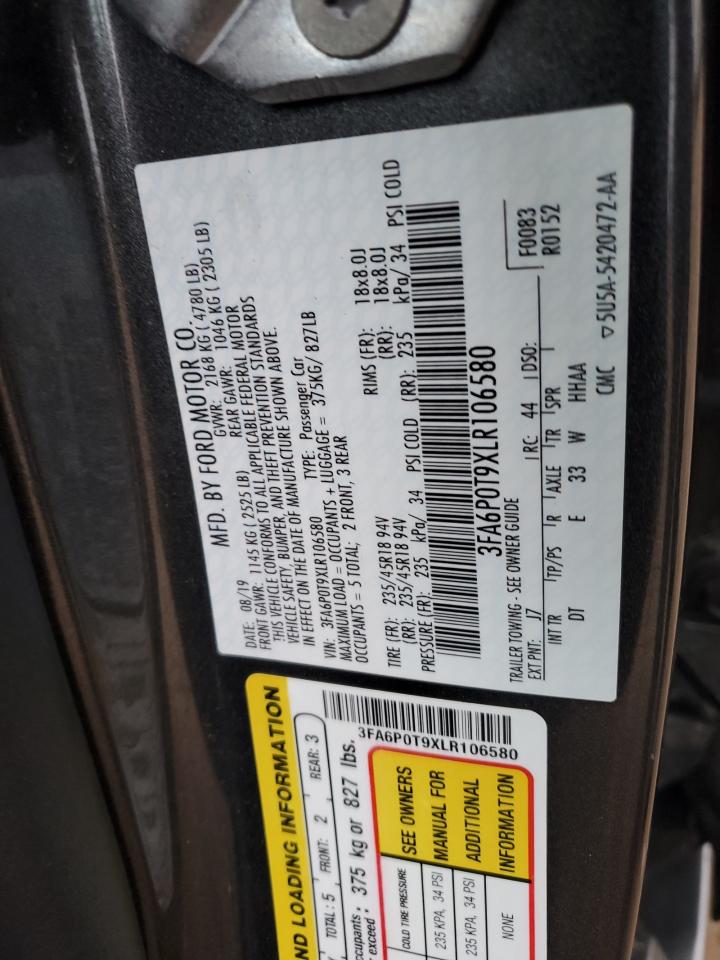 MFD. BY FORD MOTOR CO.
DATE: 08/19 GVWR: 2168 KG ( 4780 LB)
FRONT GAWR: 1145 KG ( 2525 LB) REAR GAWR: 1046 KG ( 2305 LB)
THIS VEHICLE CONFORMS TO ALL APPLICABLE FEDERAL MOTOR
VEHICLE SAFETY, BUMPER, AND THEFT PREVENTION STANDARDS
IN EFFECT ON THE DATE OF MANUFACTURE SHOWN ABOVE.
VIN: 3FA6P0T9XLR106580 TYPE: Passenger Car
MAXIMUM LOAD = OCCUPANTS + LUGGAGE = 375KG/ 827LB
OCCUPANTS = 5 TOTAL; 2 FRONT, 3 REAR
TIRE (FR): 235/45R18 94V RIMS (FR): 18x8.0J
(RR): 235/45R18 94V (RR): 18x8.0J
PRESSURE (FR): 235 kPa/ 34 PSI COLD (RR): 235 kPa/ 34 PSI COLD
3FA6P0T9XLR106580
TRAILER TOWING - SEE OWNER GUIDE F0083
EXT PNT: J7 RC: 44 DSO: R0152
INT TR TP/PS R AXLE TR SPR
DT E 33 W HHAA
CMC ▽5U5A-5420472-AA
ND LOADING INFORMATION
TOTAL : 5 FRONT: 2 REAR: 3
ccupants
r exceed : 375 kg or 827 lbs.
3FA6P0T9XLR106580
COLD TIRE PRESSURE
235 KPA, 34 PSI
235 KPA, 34 PSI
NONE
SEE OWNERS
MANUAL FOR
ADDITIONAL
INFORMATION